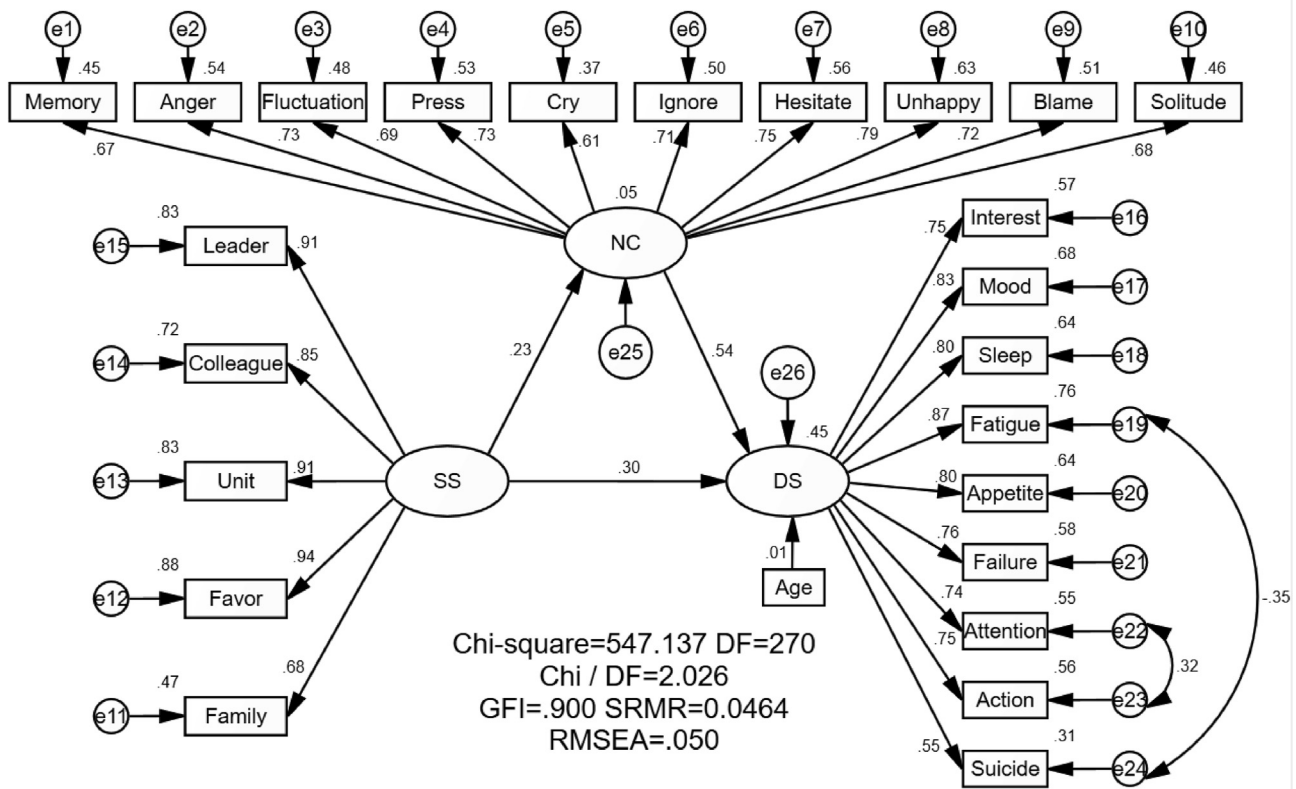 e1 e2 e3 e4 e5 e6 e7 e8 e9 e10
.45 .54 .48 .53 .37 .50 .56 .63 .51 .46
Memory Anger Fluctuation Press Cry Ignore Hesitate Unhappy Blame Solitude
.67 .73 .69 .73 .61 .71 .75 .79 .72 .68
.05
NC
e25
.23
.54
.83
e15 Leader .91
.72
e14 Colleague .85
.83
e13 Unit .91
.88
e12 Favor .94
.47
e11 Family .68
SS
.30
e26
.45
DS
.01
Age
.57
.75 Interest e16
.68
.83 Mood e17
.64
.80 Sleep e18
.76
.87 Fatigue e19
.64
.80 Appetite e20
.58
.76 Failure e21
.55
.74 Attention e22
.56
.75 Action e23
.31
.55 Suicide e24
-.35
.32
Chi-square=547.137 DF=270
Chi / DF=2.026
GFI=.900 SRMR=0.0464
RMSEA=.050